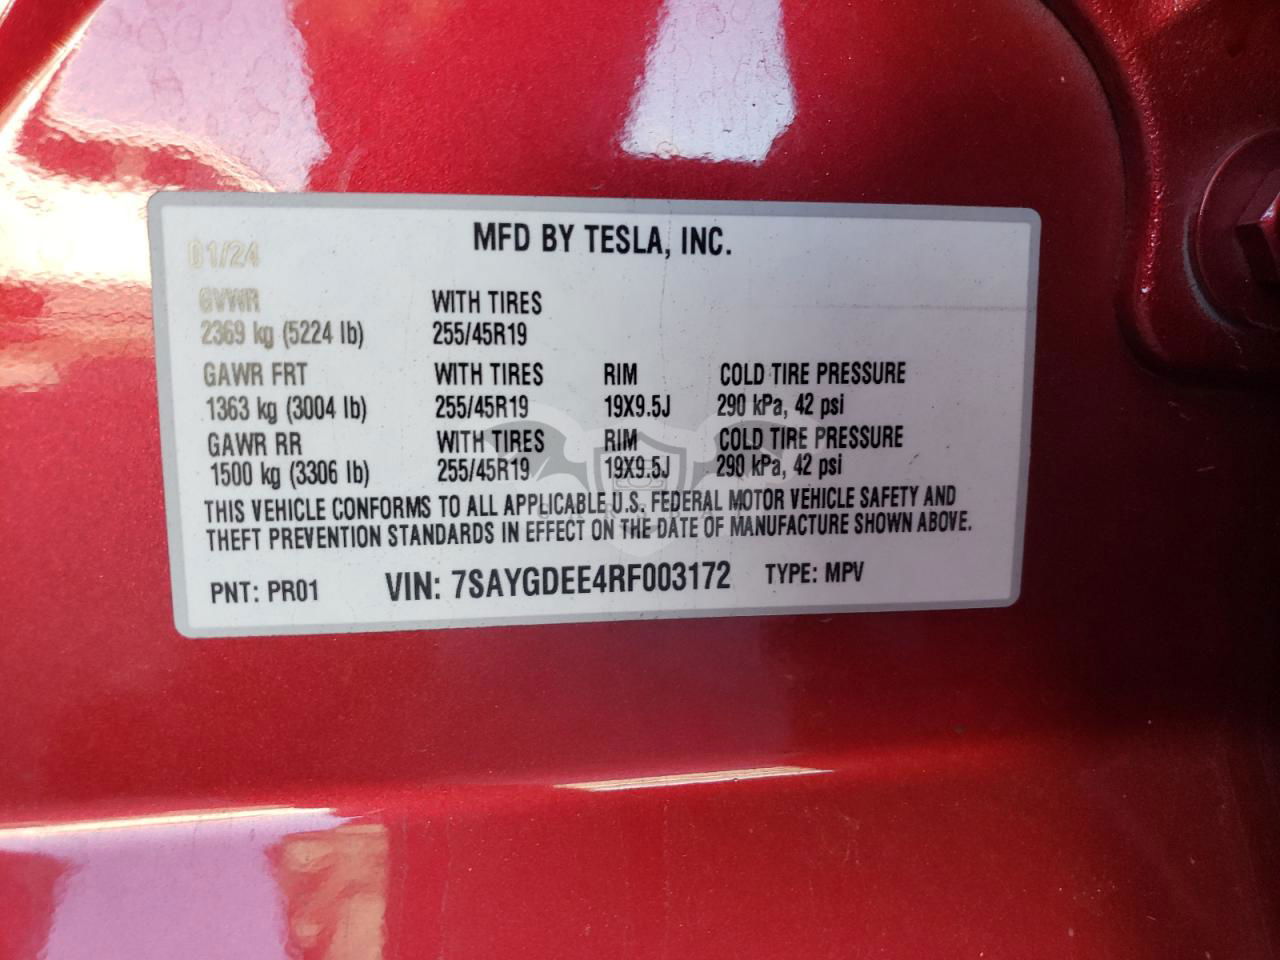 MFD BY TESLA, INC.
01/24
GVWR WITH TIRES
2369 kg (5224 lb) 255/45R19
GAWR FRT WITH TIRES RIM COLD TIRE PRESSURE
1363 kg (3004 lb) 255/45R19 19X9.5J 290 kPa, 42 psi
GAWR RR WITH TIRES RIM COLD TIRE PRESSURE
1500 kg (3306 lb) 255/45R19 19X9.5J 290 kPa, 42 psi
THIS VEHICLE CONFORMS TO ALL APPLICABLE U.S. FEDERAL MOTOR VEHICLE SAFETY AND
THEFT PREVENTION STANDARDS IN EFFECT ON THE DATE OF MANUFACTURE SHOWN ABOVE.
PNT: PR01 VIN: 7SAYGDEE4RF003172 TYPE: MPV